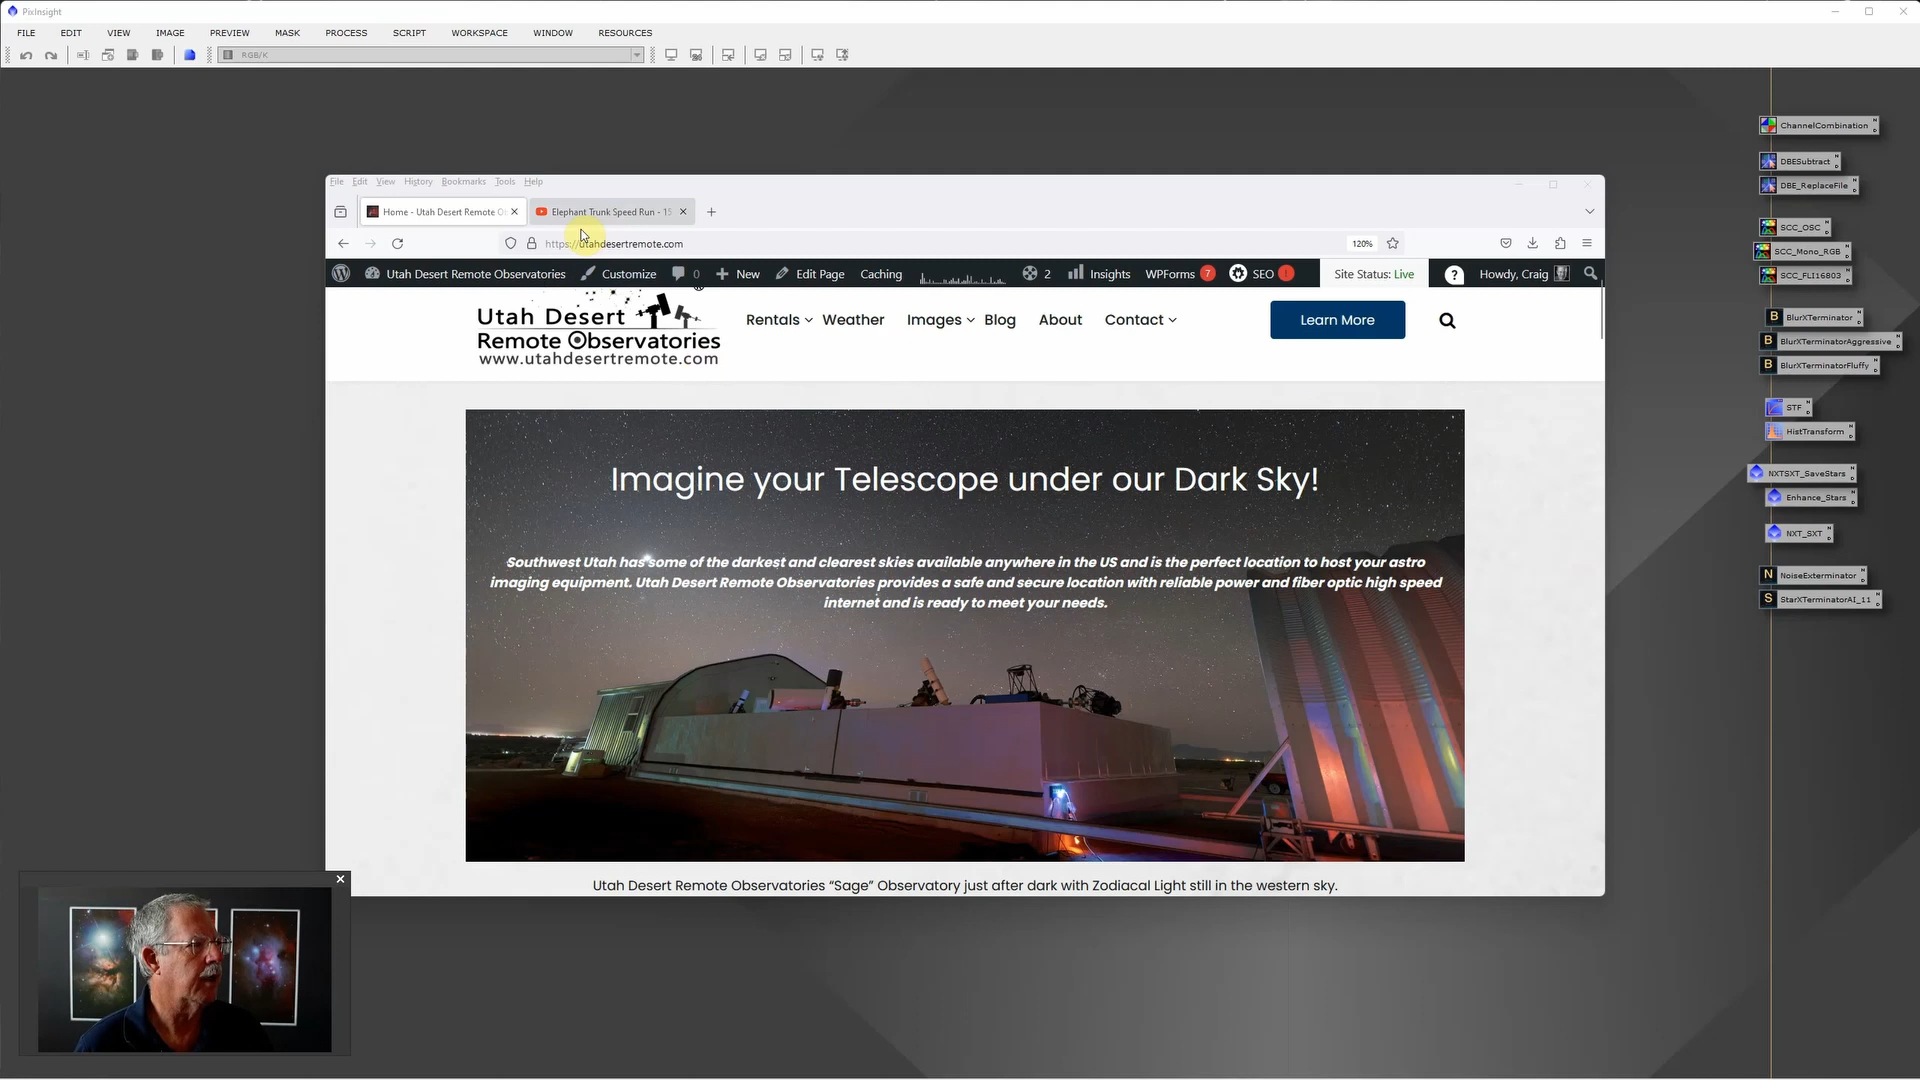 PixInsight
FILE EDIT VIEW IMAGE PREVIEW MASK PROCESS SCRIPT WORKSPACE WINDOW RESOURCES
RGB/K
File Edit View History Bookmarks Tools Help
Home - Utah Desert Remote O
Elephant Trunk Speed Run - 15
https://utahdesertremote.com
120%
Utah Desert Remote Observatories Customize 0 New Edit Page Caching 2 Insights WPForms 7 SEO ! Site Status: Live ? Howdy, Craig
Utah Desert
Remote Observatories
www.utahdesertremote.com
Rentals Weather Images Blog About Contact
Learn More
Imagine your Telescope under our Dark Sky!
Southwest Utah has some of the darkest and clearest skies available anywhere in the US and is the perfect location to host your astro
imaging equipment. Utah Desert Remote Observatories provides a safe and secure location with reliable power and fiber optic high speed
internet and is ready to meet your needs.
Utah Desert Remote Observatories “Sage” Observatory just after dark with Zodiacal Light still in the western sky.
ChannelCombination
DBESubtract
DBE_ReplaceFile
SCC_OSC
SCC_Mono_RGB
SCC_FLI16803
B BlurXTerminator
B BlurXTerminatorAggressive
B BlurXTerminatorFluffy
STF
HistTransform
NXTSXT_SaveStars
Enhance_Stars
NXT_SXT
N NoiseExterminator
S StarXTerminatorAI_11